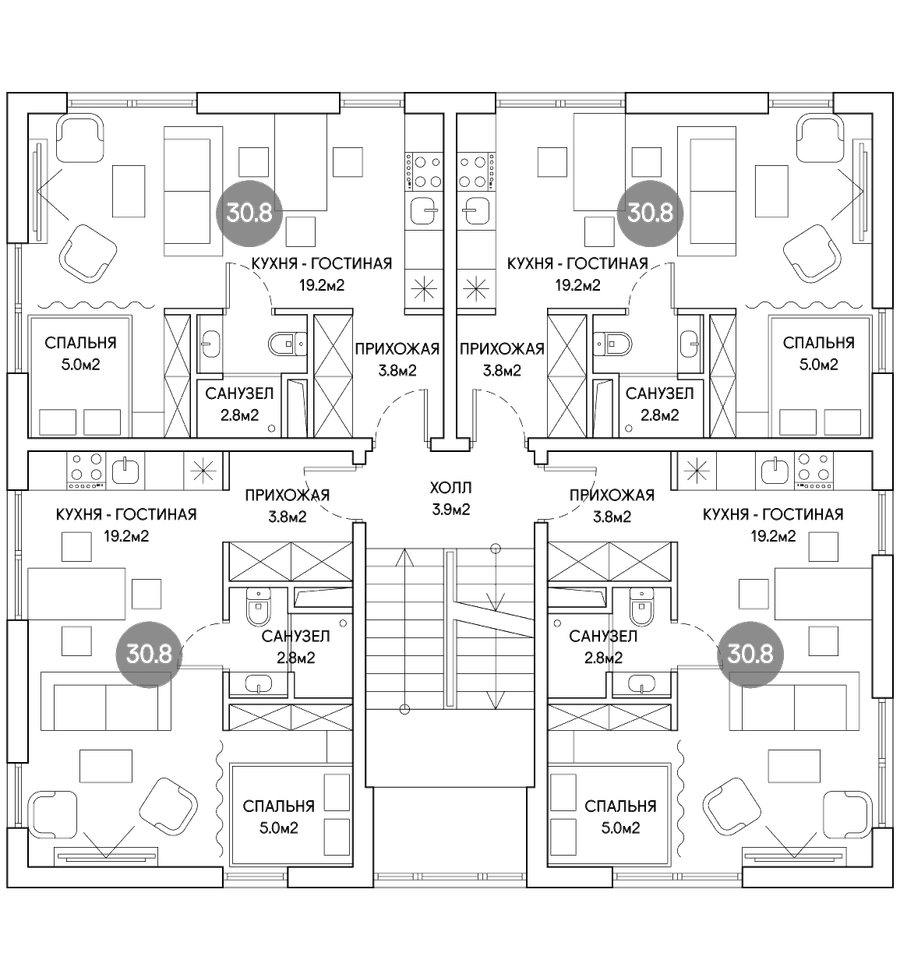 30.8
КУХНЯ - ГОСТИНАЯ
19.2м2
СПАЛЬНЯ
5.0м2
ПРИХОЖАЯ
3.8м2
САНУЗЕЛ
2.8м2
30.8
КУХНЯ - ГОСТИНАЯ
19.2м2
ПРИХОЖАЯ
3.8м2
СПАЛЬНЯ
5.0м2
САНУЗЕЛ
2.8м2
ХОЛЛ
3.9м2
ПРИХОЖАЯ
3.8м2
КУХНЯ - ГОСТИНАЯ
19.2м2
САНУЗЕЛ
2.8м2
30.8
СПАЛЬНЯ
5.0м2
ПРИХОЖАЯ
3.8м2
КУХНЯ - ГОСТИНАЯ
19.2м2
САНУЗЕЛ
2.8м2
30.8
СПАЛЬНЯ
5.0м2